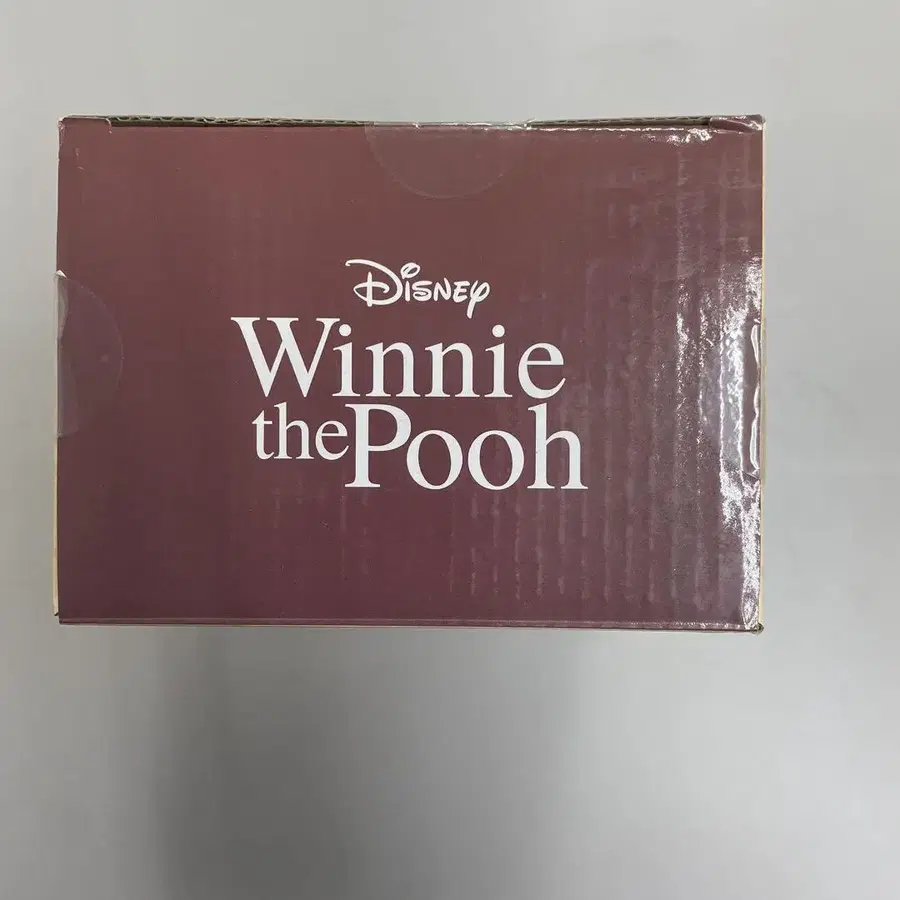 Disney
Winnie
the Pooh